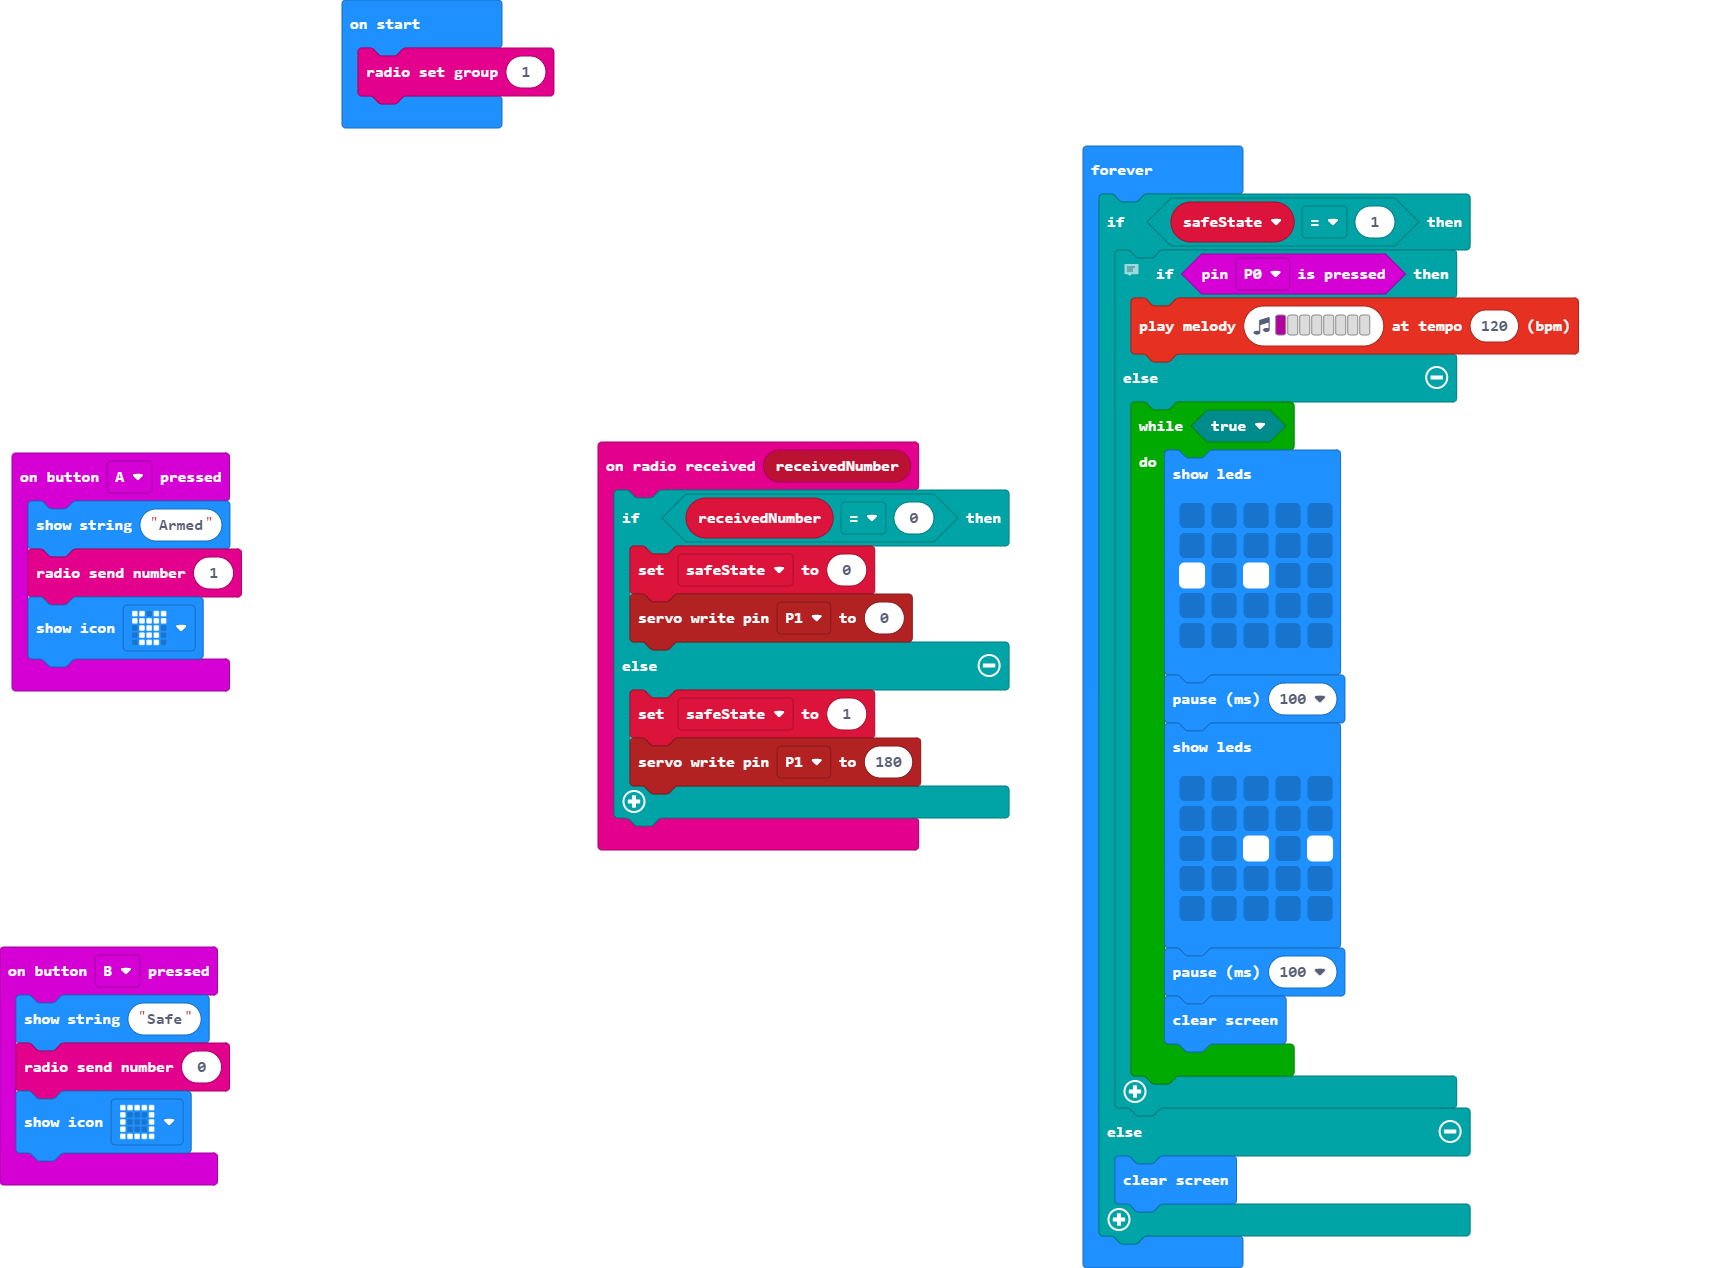 on start
radio set group 1
on button A pressed
show string "Armed"
radio send number 1
show icon
on button B pressed
show string "Safe"
radio send number 0
show icon
on radio received receivedNumber
if receivedNumber = 0 then
set safeState to 0
servo write pin P1 to 0
else
set safeState to 1
servo write pin P1 to 180
forever
if safeState = 1 then
if pin P0 is pressed then
play melody at tempo 120 (bpm)
else
while true
do show leds
pause (ms) 100
show leds
pause (ms) 100
clear screen
else
clear screen